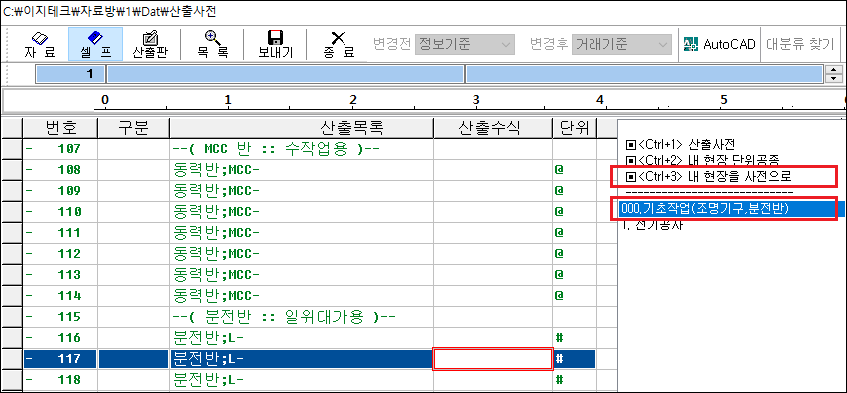 C:₩이지테크₩자료방₩1₩Dat₩산출사전
자 료 셀 프 산출판 목 록 보내기 종 료 변경전 정보기준 변경후 거래기준 AutoCAD 대분류 찾기
1
0 1 2 3 4 5 6
번호 구분 산출목록 산출수식 단위
- 107 --( MCC 반 :: 수작업용 )--
- 108 동력반;MCC- @
- 109 동력반;MCC- @
- 110 동력반;MCC- @
- 111 동력반;MCC- @
- 112 동력반;MCC- @
- 113 동력반;MCC- @
- 114 동력반;MCC- @
- 115 --( 분전반 :: 일위대가용 )--
- 116 분전반;L- #
- 117 분전반;L- #
- 118 분전반;L- #
▣<Ctrl+1> 산출사전
▣<Ctrl+2> 내 현장 단위공종
▣<Ctrl+3> 내 현장을 사전으로
----------------------------
000.기초작업(조명기구,분전반)
1. 전기공사